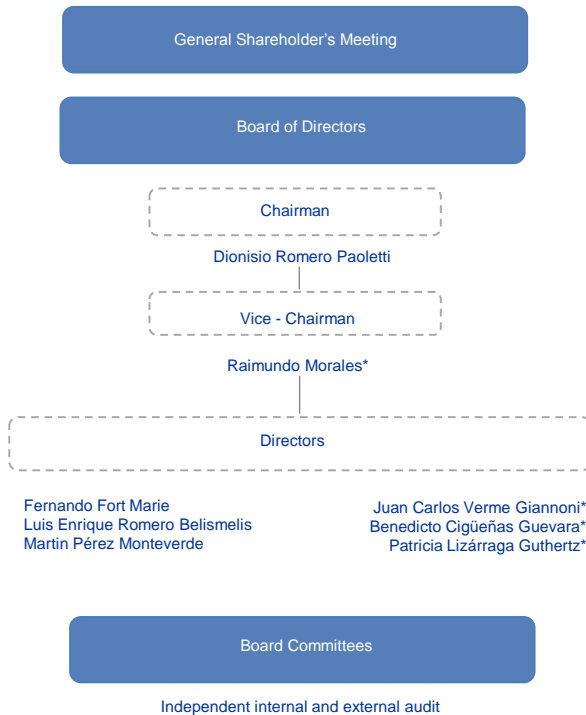 General Shareholder's Meeting
Board of Directors
Chairman
Dionisio Romero Paoletti
Vice - Chairman
Raimundo Morales*
Directors
Fernando Fort Marie
Luis Enrique Romero Belismelis
Martin Pérez Monteverde
Juan Carlos Verme Giannoni*
Benedicto Cigüeñas Guevara*
Patricia Lizárraga Guthertz*
Board Committees
Independent internal and external audit